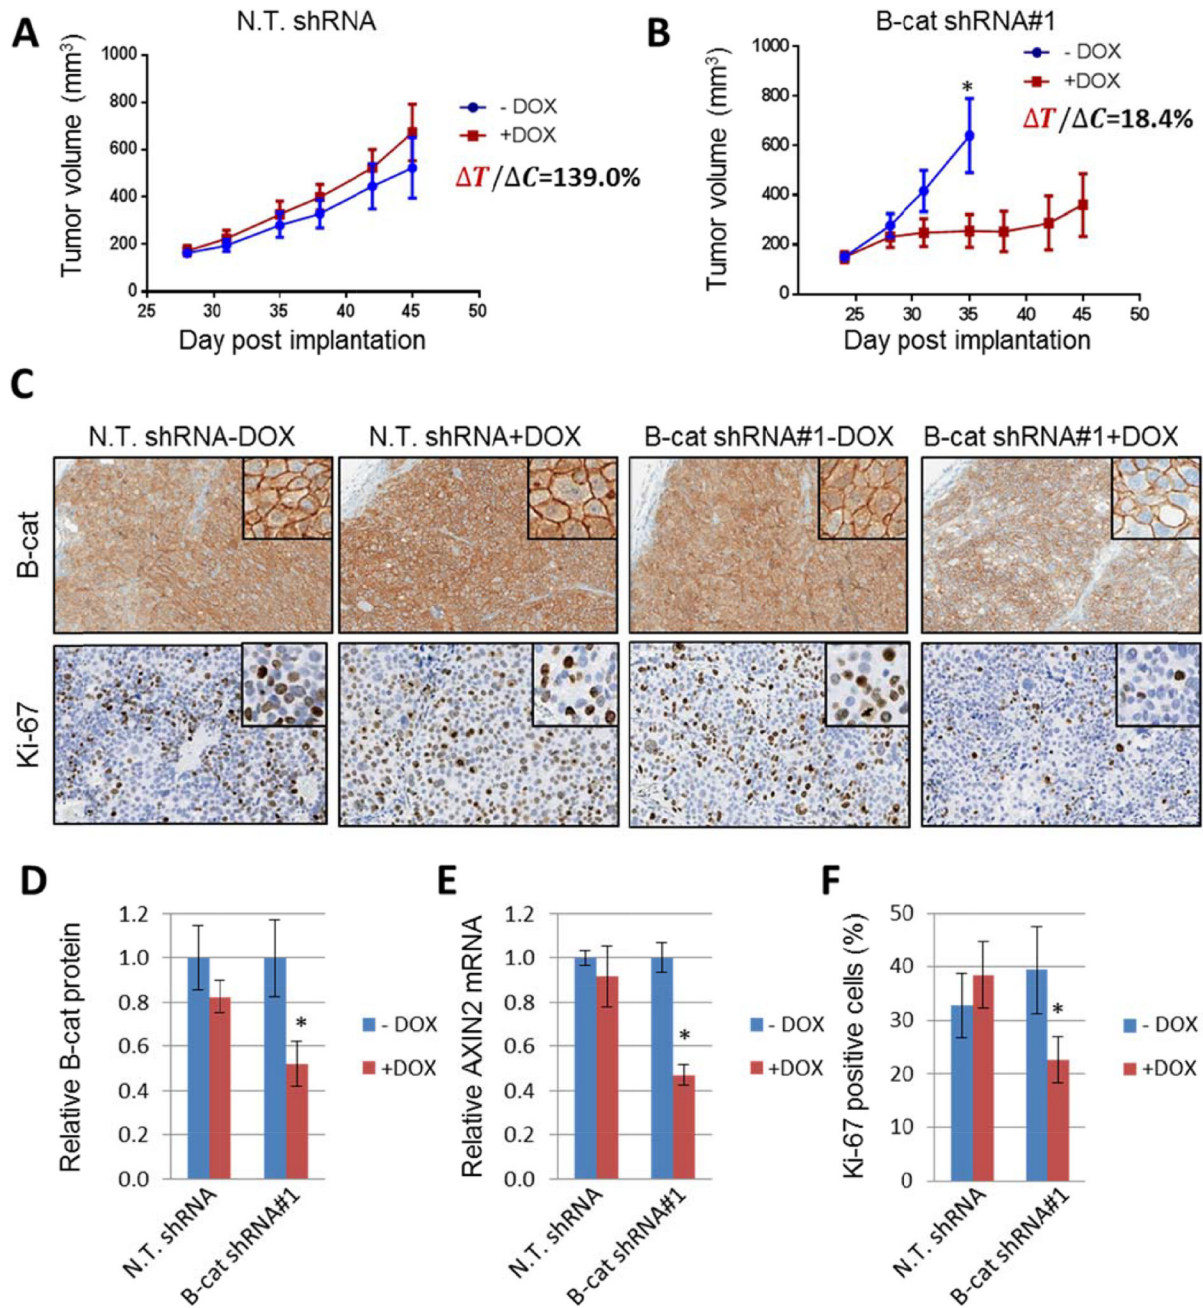 A
N.T. shRNA
Tumor volume (mm³)
1000
800
600
400
200
0
25
30
35
40
45
50
Day post implantation
- DOX
+DOX
ΔT/ΔC=139.0%
B
B-cat shRNA#1
Tumor volume (mm³)
1000
800
600
400
200
0
25
30
35
40
45
50
Day post implantation
*
- DOX
+DOX
ΔT/ΔC=18.4%
C
N.T. shRNA-DOX
N.T. shRNA+DOX
B-cat shRNA#1-DOX
B-cat shRNA#1+DOX
B-cat
Ki-67
D
Relative B-cat protein
1.2
1.0
0.8
0.6
0.4
0.2
0.0
*
N.T. shRNA
B-cat shRNA#1
- DOX
+DOX
E
Relative AXIN2 mRNA
1.2
1.0
0.8
0.6
0.4
0.2
0.0
*
N.T. shRNA
B-cat shRNA#1
- DOX
+DOX
F
Ki-67 positive cells (%)
50
40
30
20
10
0
*
N.T. shRNA
B-cat shRNA#1
- DOX
+DOX